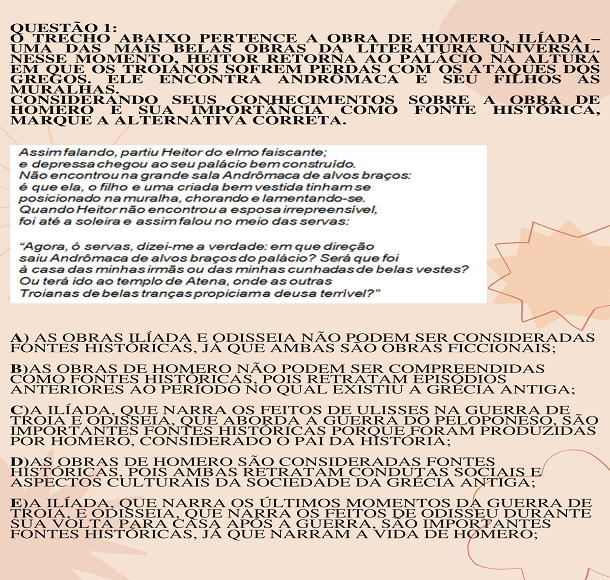 QUESTÃO 1:
O TRECHO ABAIXO PERTENCE A OBRA DE HOMERO, ILÍADA –
UMA DAS MAIS BELAS OBRAS DA LITERATURA UNIVERSAL.
NESSE MOMENTO, HEITOR RETORNA AO PALÁCIO NA ALTURA
EM QUE OS TROIANOS SOFREM PERDAS COM OS ATAQUES DOS
GREGOS. ELE ENCONTRA ANDRÔMACA E SEU FILHOS ÀS
MURALHAS.
CONSIDERANDO SEUS CONHECIMENTOS SOBRE A OBRA DE
HOMERO E SUA IMPORTÂNCIA COMO FONTE HISTÓRICA,
MARQUE A ALTERNATIVA CORRETA.
Assim falando, partiu Heitor do elmo faiscante;
e depressa chegou ao seu palácio bem construído.
Não encontrou na grande sala Andrômaca de alvos braços:
é que ela, o filho e uma criada bem vestida tinham se
posicionado na muralha, chorando e lamentando-se.
Quando Heitor não encontrou a esposa irrepreensível,
foi até a soleira e assim falou no meio das servas:
"Agora, ó servas, dizei-me a verdade: em que direção
saiu Andrômaca de alvos braços do palácio? Será que foi
à casa das minhas irmãs ou das minhas cunhadas de belas vestes?
Ou terá ido ao templo de Atena, onde as outras
Troianas de belas tranças propiciam a deusa terrível?"
A) AS OBRAS ILÍADA E ODISSEIA NÃO PODEM SER CONSIDERADAS
FONTES HISTÓRICAS, JÁ QUE AMBAS SÃO OBRAS FICCIONAIS;
B)AS OBRAS DE HOMERO NÃO PODEM SER COMPREENDIDAS
COMO FONTES HISTÓRICAS, POIS RETRATAM EPISÓDIOS
ANTERIORES AO PERÍODO NO QUAL EXISTIU A GRÉCIA ANTIGA;
C)A ILÍADA, QUE NARRA OS FEITOS DE ULISSES NA GUERRA DE
TROIA E ODISSEIA, QUE ABORDA A GUERRA DO PELOPONESO, SÃO
IMPORTANTES FONTES HISTÓRICAS PORQUE FORAM PRODUZIDAS
POR HOMERO, CONSIDERADO O PAI DA HISTÓRIA;
D)AS OBRAS DE HOMERO SÃO CONSIDERADAS FONTES
HISTÓRICAS, POIS AMBAS RETRATAM CONDUTAS SOCIAIS E
ASPECTOS CULTURAIS DA SOCIEDADE DA GRÉCIA ANTIGA;
E)A ILÍADA, QUE NARRA OS ÚLTIMOS MOMENTOS DA GUERRA DE
TROIA, E ODISSEIA, QUE NARRA OS FEITOS DE ODISSEU DURANTE
SUA VOLTA PARA CASA APÓS A GUERRA, SÃO IMPORTANTES
FONTES HISTÓRICAS, JÁ QUE NARRAM A VIDA DE HOMERO;